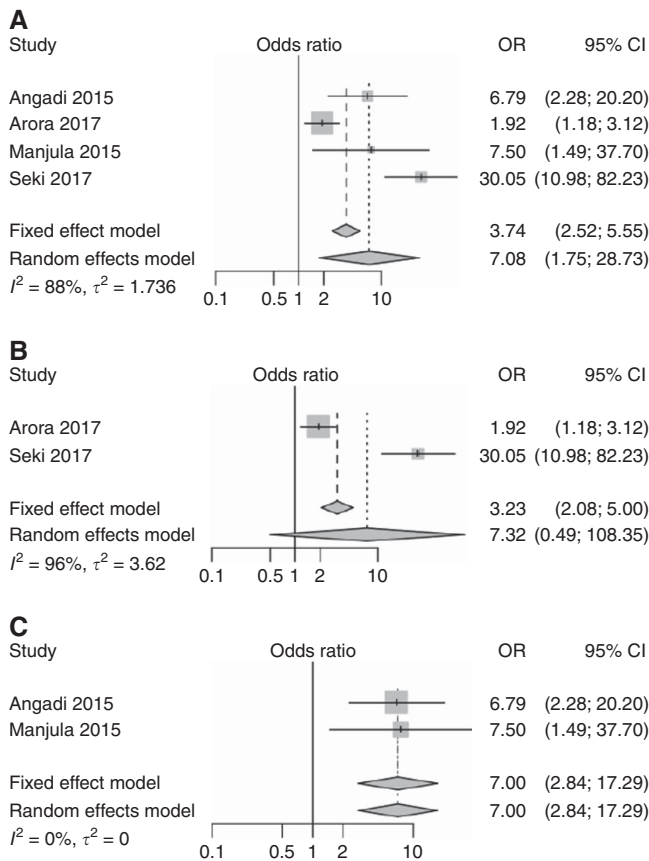 A
Study Odds ratio OR 95% CI
Angadi 2015 6.79 (2.28; 20.20)
Arora 2017 1.92 (1.18; 3.12)
Manjula 2015 7.50 (1.49; 37.70)
Seki 2017 30.05 (10.98; 82.23)
Fixed effect model 3.74 (2.52; 5.55)
Random effects model 7.08 (1.75; 28.73)
I² = 88%, τ² = 1.736
0.1 0.5 1 2 10
B
Study Odds ratio OR 95% CI
Arora 2017 1.92 (1.18; 3.12)
Seki 2017 30.05 (10.98; 82.23)
Fixed effect model 3.23 (2.08; 5.00)
Random effects model 7.32 (0.49; 108.35)
I² = 96%, τ² = 3.62
0.1 0.5 1 2 10
C
Study Odds ratio OR 95% CI
Angadi 2015 6.79 (2.28; 20.20)
Manjula 2015 7.50 (1.49; 37.70)
Fixed effect model 7.00 (2.84; 17.29)
Random effects model 7.00 (2.84; 17.29)
I² = 0%, τ² = 0
0.1 0.5 1 2 10